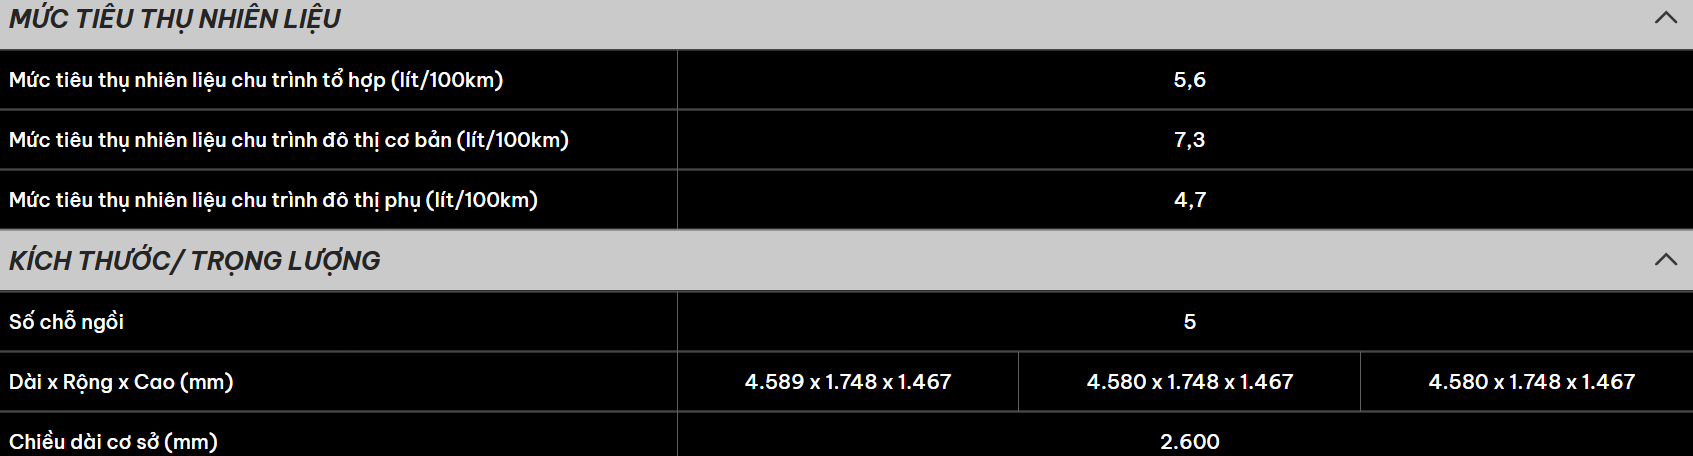 MỨC TIÊU THỤ NHIÊN LIỆU
Mức tiêu thụ nhiên liệu chu trình tổ hợp (lít/100km) 5,6
Mức tiêu thụ nhiên liệu chu trình đô thị cơ bản (lít/100km) 7,3
Mức tiêu thụ nhiên liệu chu trình đô thị phụ (lít/100km) 4,7
KÍCH THƯỚC/ TRỌNG LƯỢNG
Số chỗ ngồi 5
Dài x Rộng x Cao (mm) 4.589 x 1.748 x 1.467 4.580 x 1.748 x 1.467 4.580 x 1.748 x 1.467
Chiều dài cơ sở (mm) 2.600